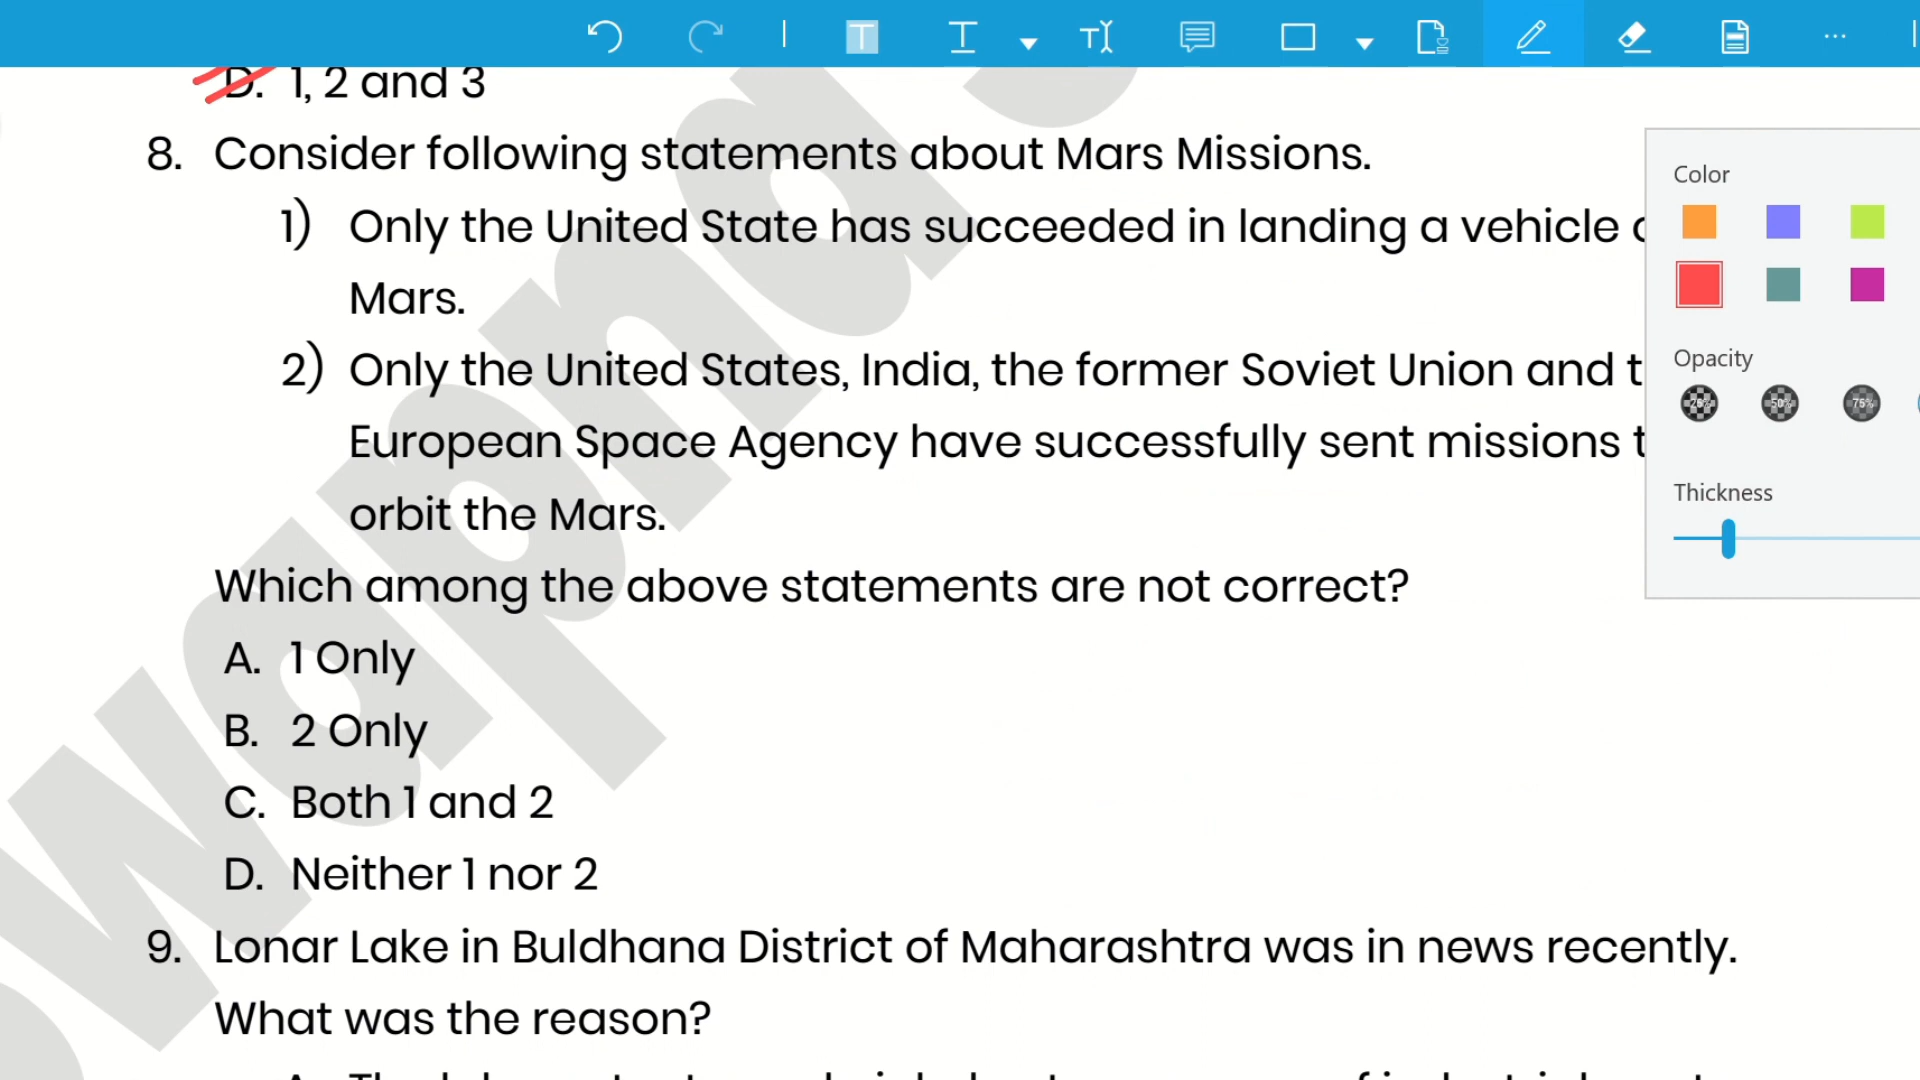 D. 1, 2 and 3
8. Consider following statements about Mars Missions.
1) Only the United State has succeeded in landing a vehicle
Mars.
2) Only the United States, India, the former Soviet Union and
European Space Agency have successfully sent missions
orbit the Mars.
Which among the above statements are not correct?
A. 1 Only
B. 2 Only
C. Both 1 and 2
D. Neither 1 nor 2
9. Lonar Lake in Buldhana District of Maharashtra was in news recently.
What was the reason?
Color
Opacity
25% 50% 75%
Thickness